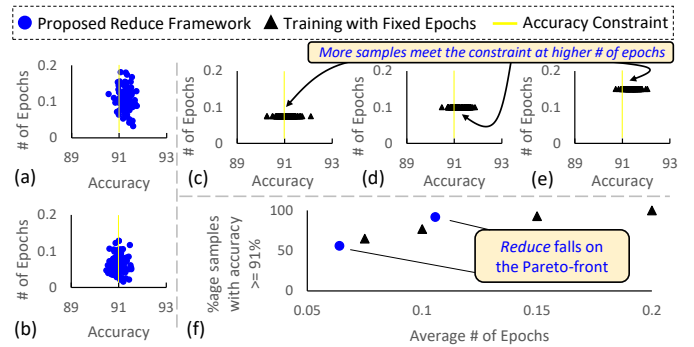 Proposed Reduce Framework Training with Fixed Epochs Accuracy Constraint
More samples meet the constraint at higher # of epochs
# of Epochs
0.2
0.1
0
89 91 93
Accuracy
(a)
# of Epochs
0.2
0.1
0
89 91 93
Accuracy
(c)
# of Epochs
0.2
0.1
0
89 91 93
Accuracy
(d)
# of Epochs
0.2
0.1
0
89 91 93
Accuracy
(e)
# of Epochs
0.2
0.1
0
89 91 93
Accuracy
(b)
%age samples
with accuracy
>= 91%
100
50
0
0.05 0.1 0.15 0.2
Average # of Epochs
Reduce falls on
the Pareto-front
(f)